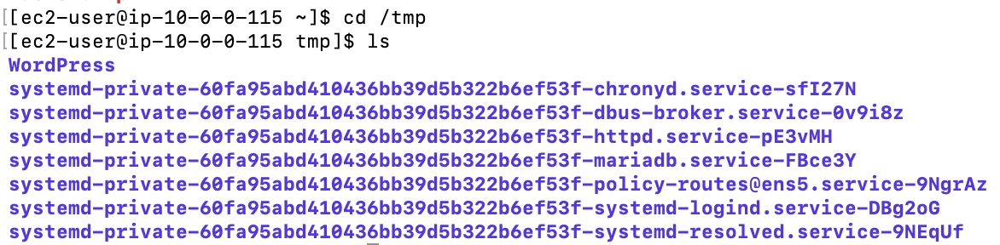 [[ec2-user@ip-10-0-0-115 ~]$ cd /tmp
[[ec2-user@ip-10-0-0-115 tmp]$ ls
WordPress
systemd-private-60fa95abd410436bb39d5b322b6ef53f-chronyd.service-sfI27N
systemd-private-60fa95abd410436bb39d5b322b6ef53f-dbus-broker.service-0v9i8z
systemd-private-60fa95abd410436bb39d5b322b6ef53f-httpd.service-pE3vMH
systemd-private-60fa95abd410436bb39d5b322b6ef53f-mariadb.service-FBce3Y
systemd-private-60fa95abd410436bb39d5b322b6ef53f-policy-routes@ens5.service-9NgrAz
systemd-private-60fa95abd410436bb39d5b322b6ef53f-systemd-logind.service-DBg2oG
systemd-private-60fa95abd410436bb39d5b322b6ef53f-systemd-resolved.service-9NEqUf